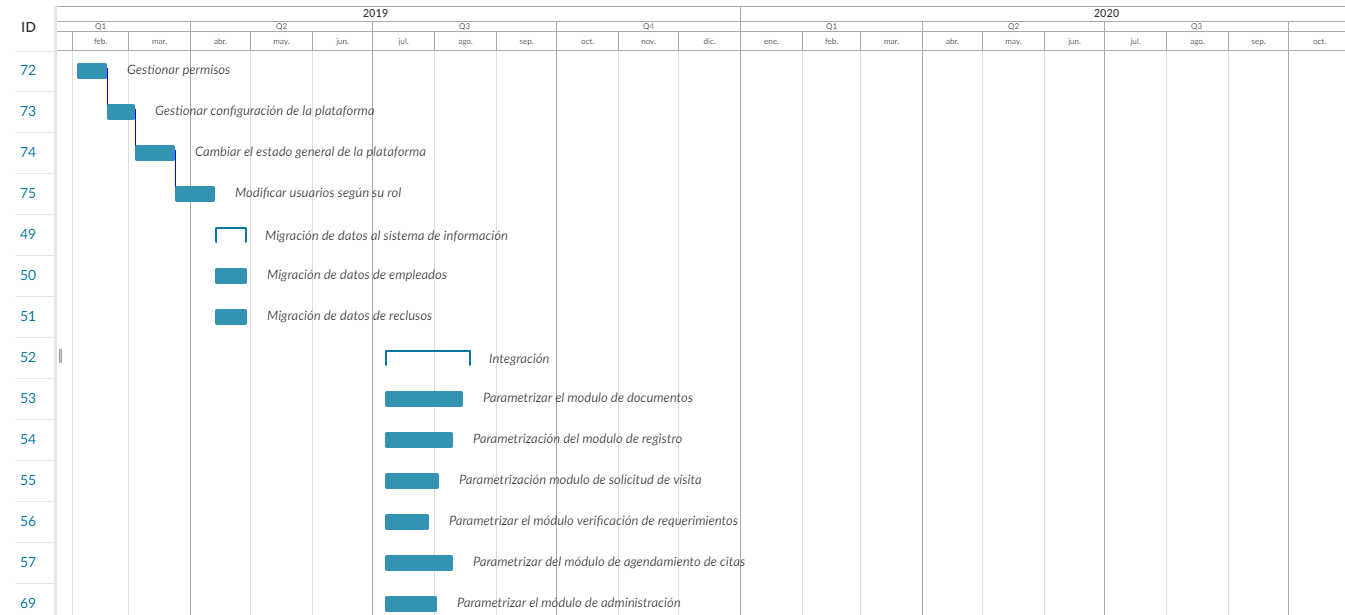 2019 2020
ID
Q1 Q2 Q3 Q4 Q1 Q2 Q3
feb. mar. abr. may. jun. jul. ago. sep. oct. nov. dic. ene. feb. mar. abr. may. jun. jul. ago. sep. oct.
72 Gestionar permisos
73 Gestionar configuración de la plataforma
74 Cambiar el estado general de la plataforma
75 Modificar usuarios según su rol
49 Migración de datos al sistema de información
50 Migración de datos de empleados
51 Migración de datos de reclusos
52 Integración
53 Parametrizar el modulo de documentos
54 Parametrización del modulo de registro
55 Parametrización modulo de solicitud de visita
56 Parametrizar el módulo verificación de requerimientos
57 Parametrizar del módulo de agendamiento de citas
69 Parametrizar el módulo de administración